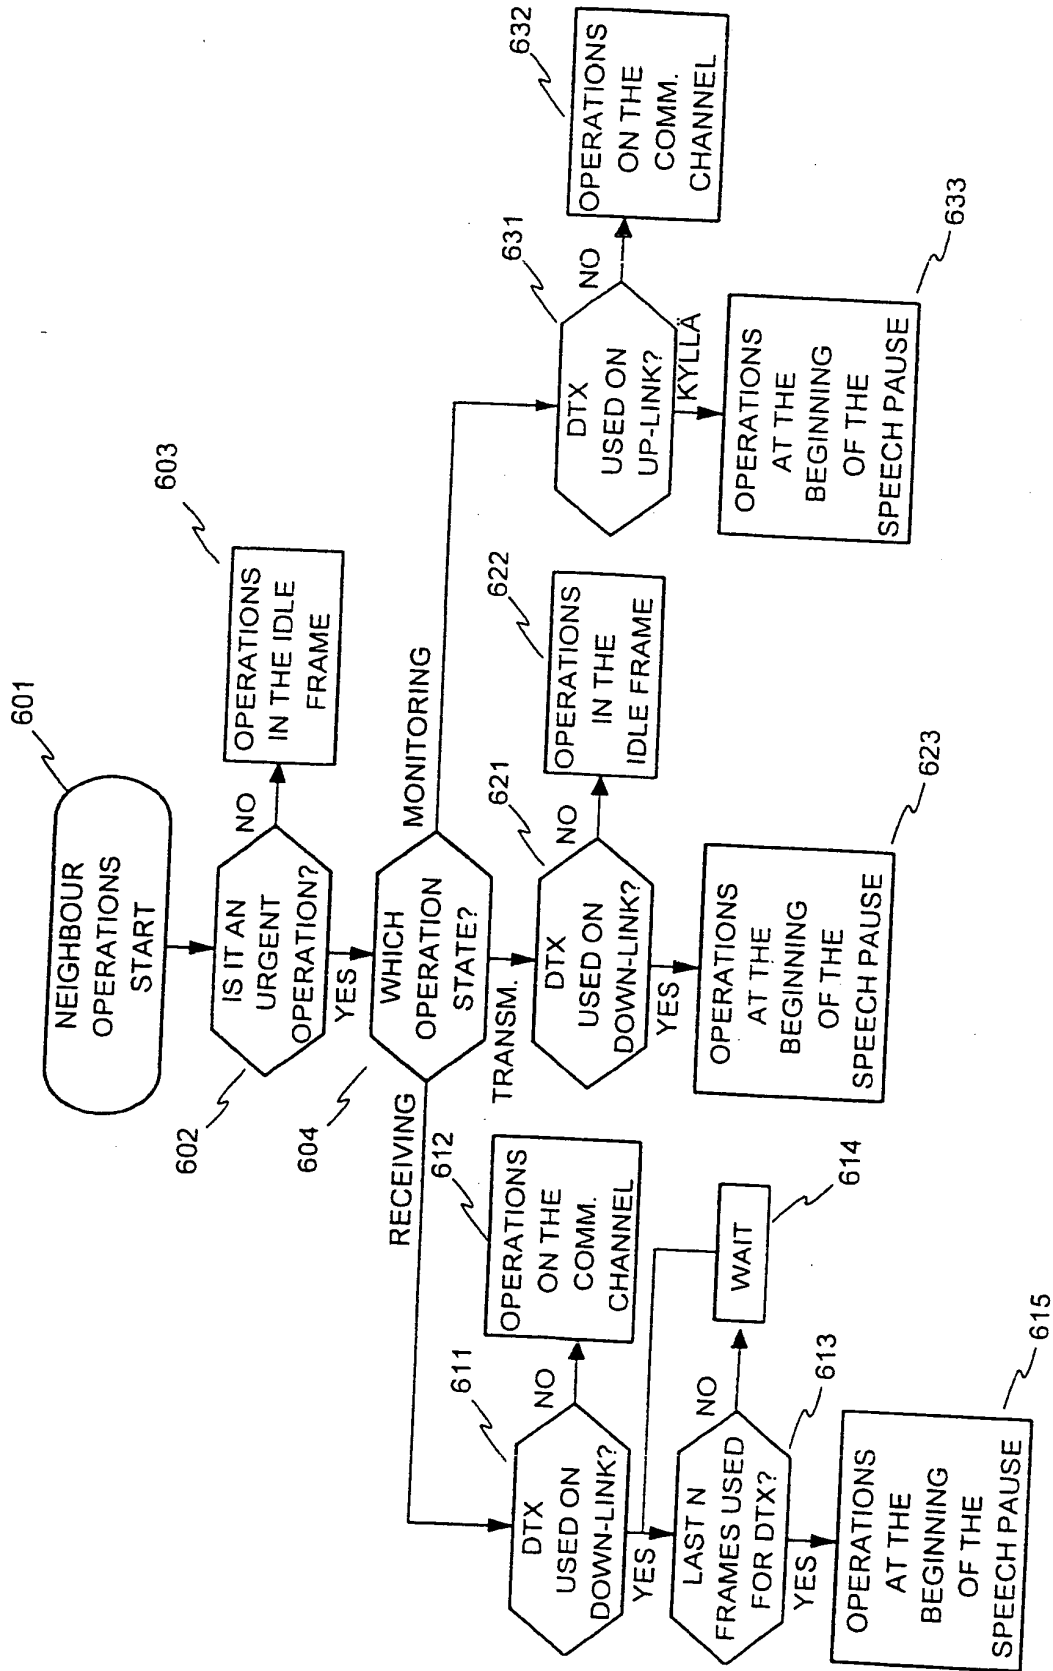 601
NEIGHBOUR
OPERATIONS
START
602
IS IT AN
URGENT
OPERATION?
NO
603
OPERATIONS
IN THE IDLE
FRAME
YES
604
WHICH
OPERATION
STATE?
RECEIVING
TRANSM.
MONITORING
611
DTX
USED ON
DOWN-LINK?
NO
612
OPERATIONS
ON THE
COMM.
CHANNEL
YES
613
LAST N
FRAMES USED
FOR DTX?
NO
WAIT
614
YES
OPERATIONS
AT THE
BEGINNING
OF THE
SPEECH PAUSE
615
621
DTX
USED ON
DOWN-LINK?
NO
622
OPERATIONS
IN THE
IDLE FRAME
YES
OPERATIONS
AT THE
BEGINNING
OF THE
SPEECH PAUSE
623
631
DTX
USED ON
UP-LINK?
NO
632
OPERATIONS
ON THE
COMM.
CHANNEL
KYLLÄ
OPERATIONS
AT THE
BEGINNING
OF THE
SPEECH PAUSE
633